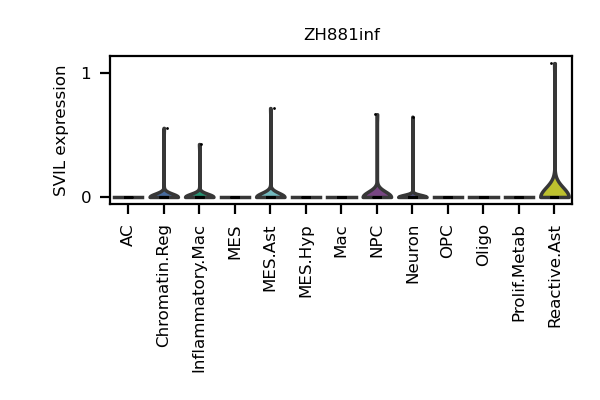 ZH881inf
SVIL expression
1
0
AC
Chromatin.Reg
Inflammatory.Mac
MES
MES.Ast
MES.Hyp
Mac
NPC
Neuron
OPC
Oligo
Prolif.Metab
Reactive.Ast